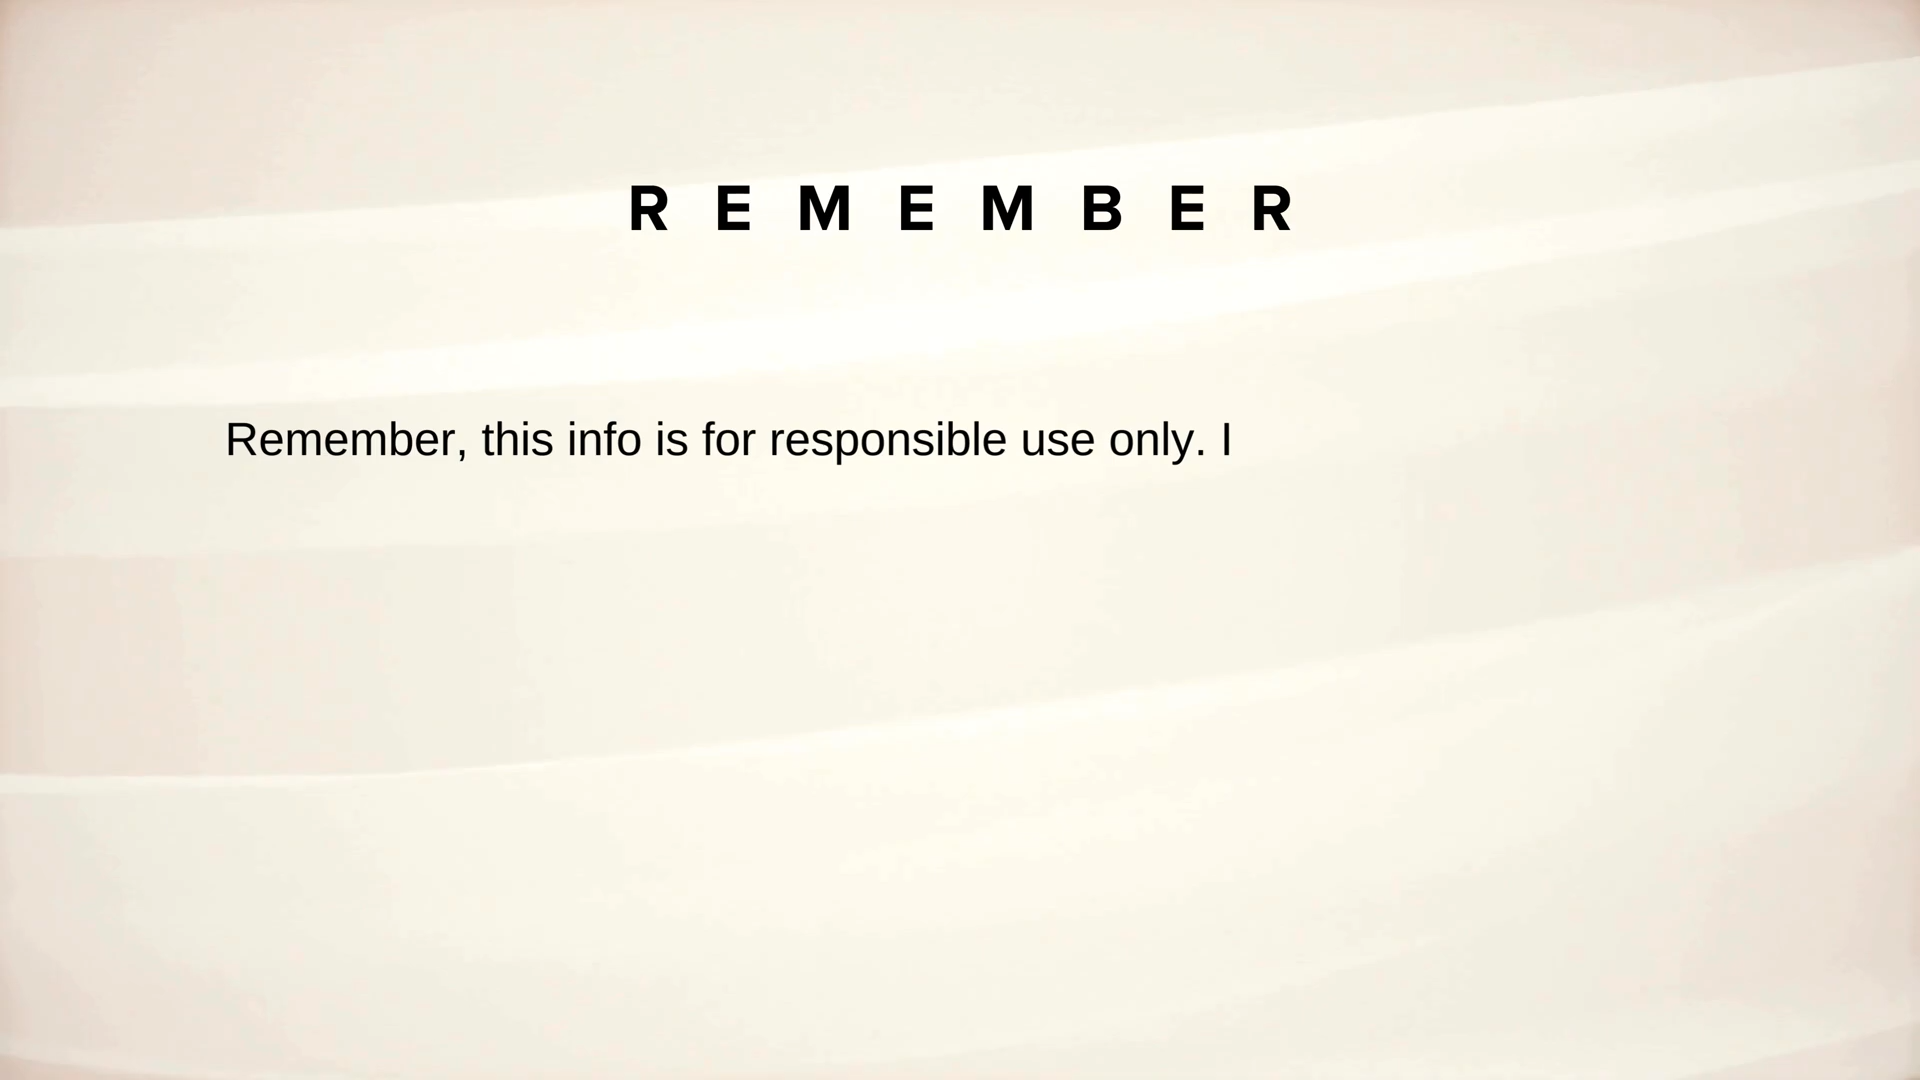 R E M E M B E R
Remember, this info is for responsible use only. I